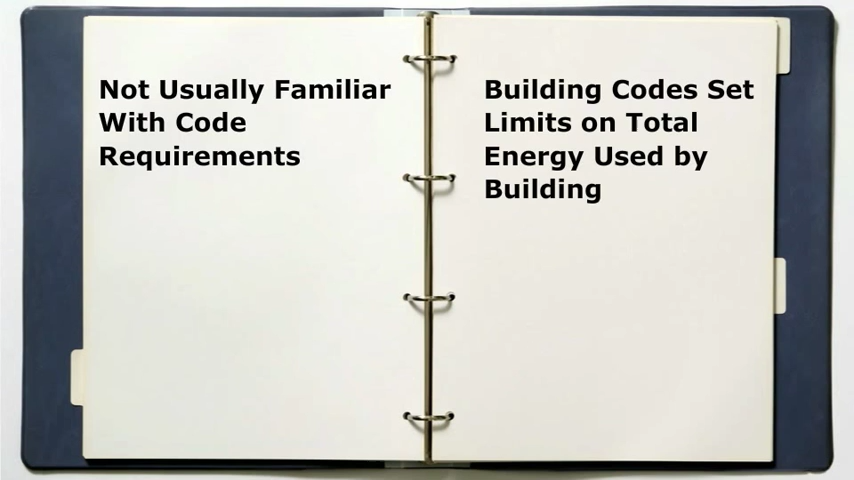 Not Usually Familiar
With Code
Requirements
Building Codes Set
Limits on Total
Energy Used by
Building